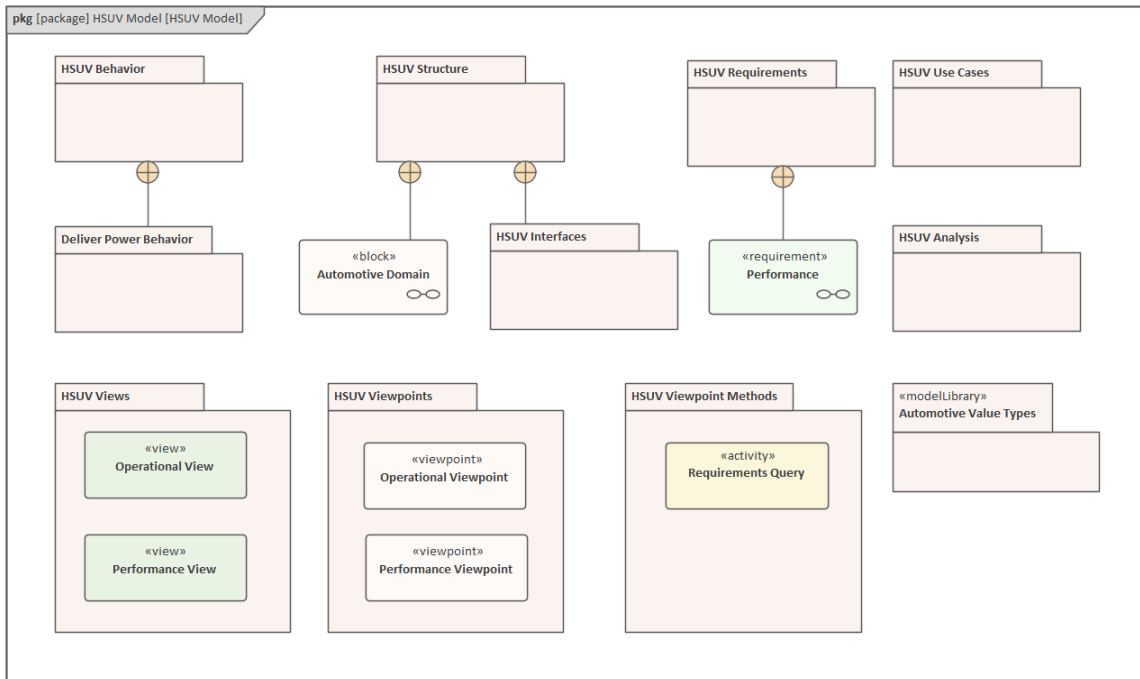 pkg [package] HSUV Model [HSUV Model]
HSUV Behavior
HSUV Structure
HSUV Requirements
HSUV Use Cases
Deliver Power Behavior
«block»
Automotive Domain
HSUV Interfaces
«requirement»
Performance
HSUV Analysis
HSUV Views
«view»
Operational View
«view»
Performance View
HSUV Viewpoints
«viewpoint»
Operational Viewpoint
«viewpoint»
Performance Viewpoint
HSUV Viewpoint Methods
«activity»
Requirements Query
«modelLibrary»
Automotive Value Types